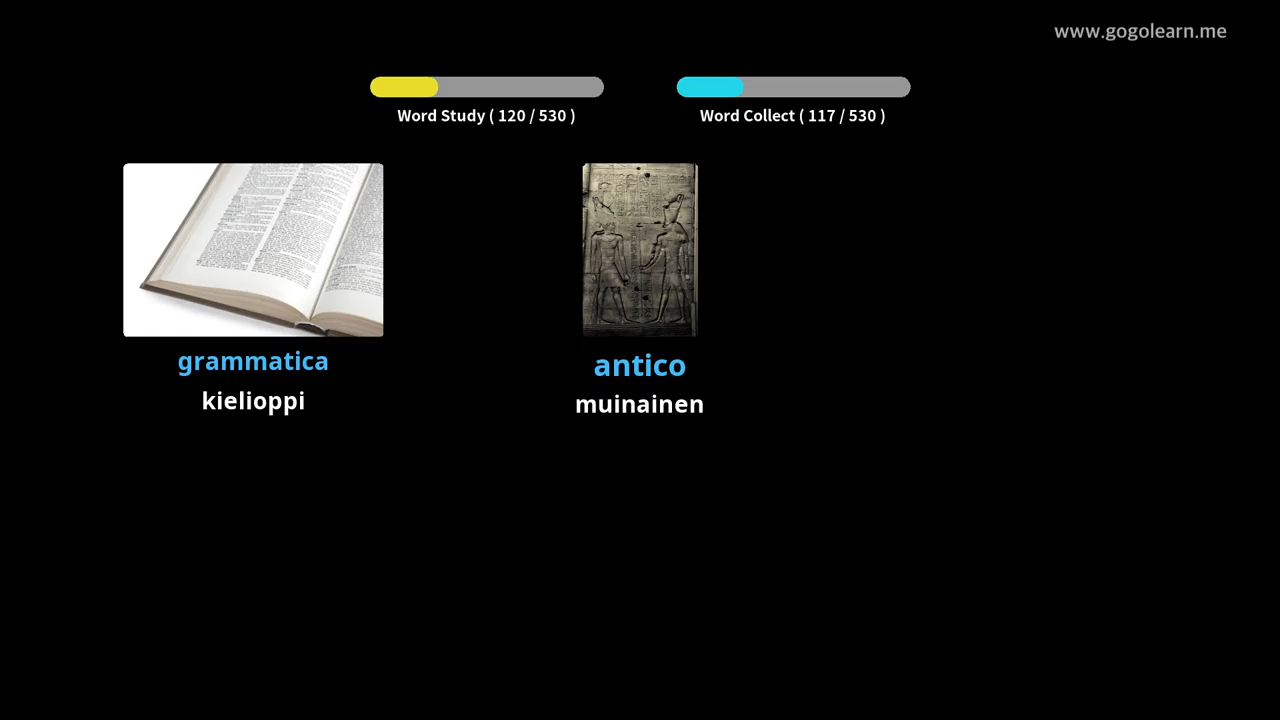 www.gogolearn.me
Word Study ( 120 / 530 )
Word Collect ( 117 / 530 )
grammatica
kielioppi
antico
muinainen